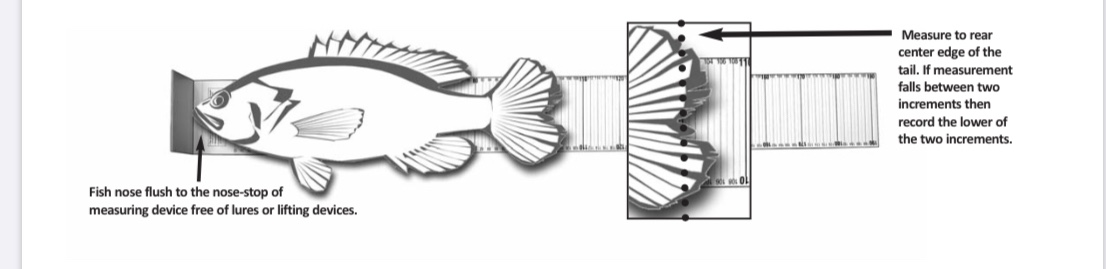 Measure to rear
center edge of the
tail. If measurement
falls between two
increments then
record the lower of
the two increments.
Fish nose flush to the nose-stop of
measuring device free of lures or lifting devices.